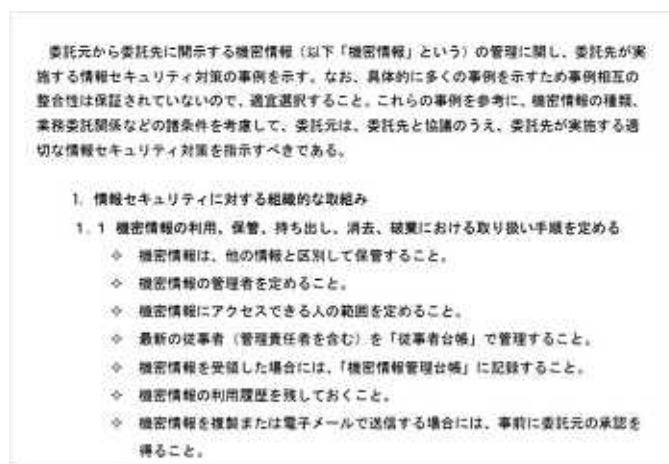 委託元から委託先に開示する機密情報（以下「機密情報」という）の管理に関し、委託先が実
施する情報セキュリティ対策の事例を示す。なお、具体的に多くの事例を示すため事例相互の
整合性は保証されていないので、適宜選択すること。これらの事例を参考に、機密情報の種類、
業務委託関係などの諸条件を考慮して、委託元は、委託先と協議のうえ、委託先が実施する適
切な情報セキュリティ対策を指示すべきである。
1. 情報セキュリティに対する組織的な取組み
1. 1 機密情報の利用、保管、持ち出し、消去、破棄における取り扱い手順を定める
✧ 機密情報は、他の情報と区別して保管すること。
✧ 機密情報の管理者を定めること。
✧ 機密情報にアクセスできる人の範囲を定めること。
✧ 最新の従事者（管理責任者を含む）を「従事者台帳」で管理すること。
✧ 機密情報を受領した場合には、「機密情報管理台帳」に記録すること。
✧ 機密情報の利用履歴を残しておくこと。
✧ 機密情報を複製または電子メールで送信する場合には、事前に委託元の承認を
得ること。